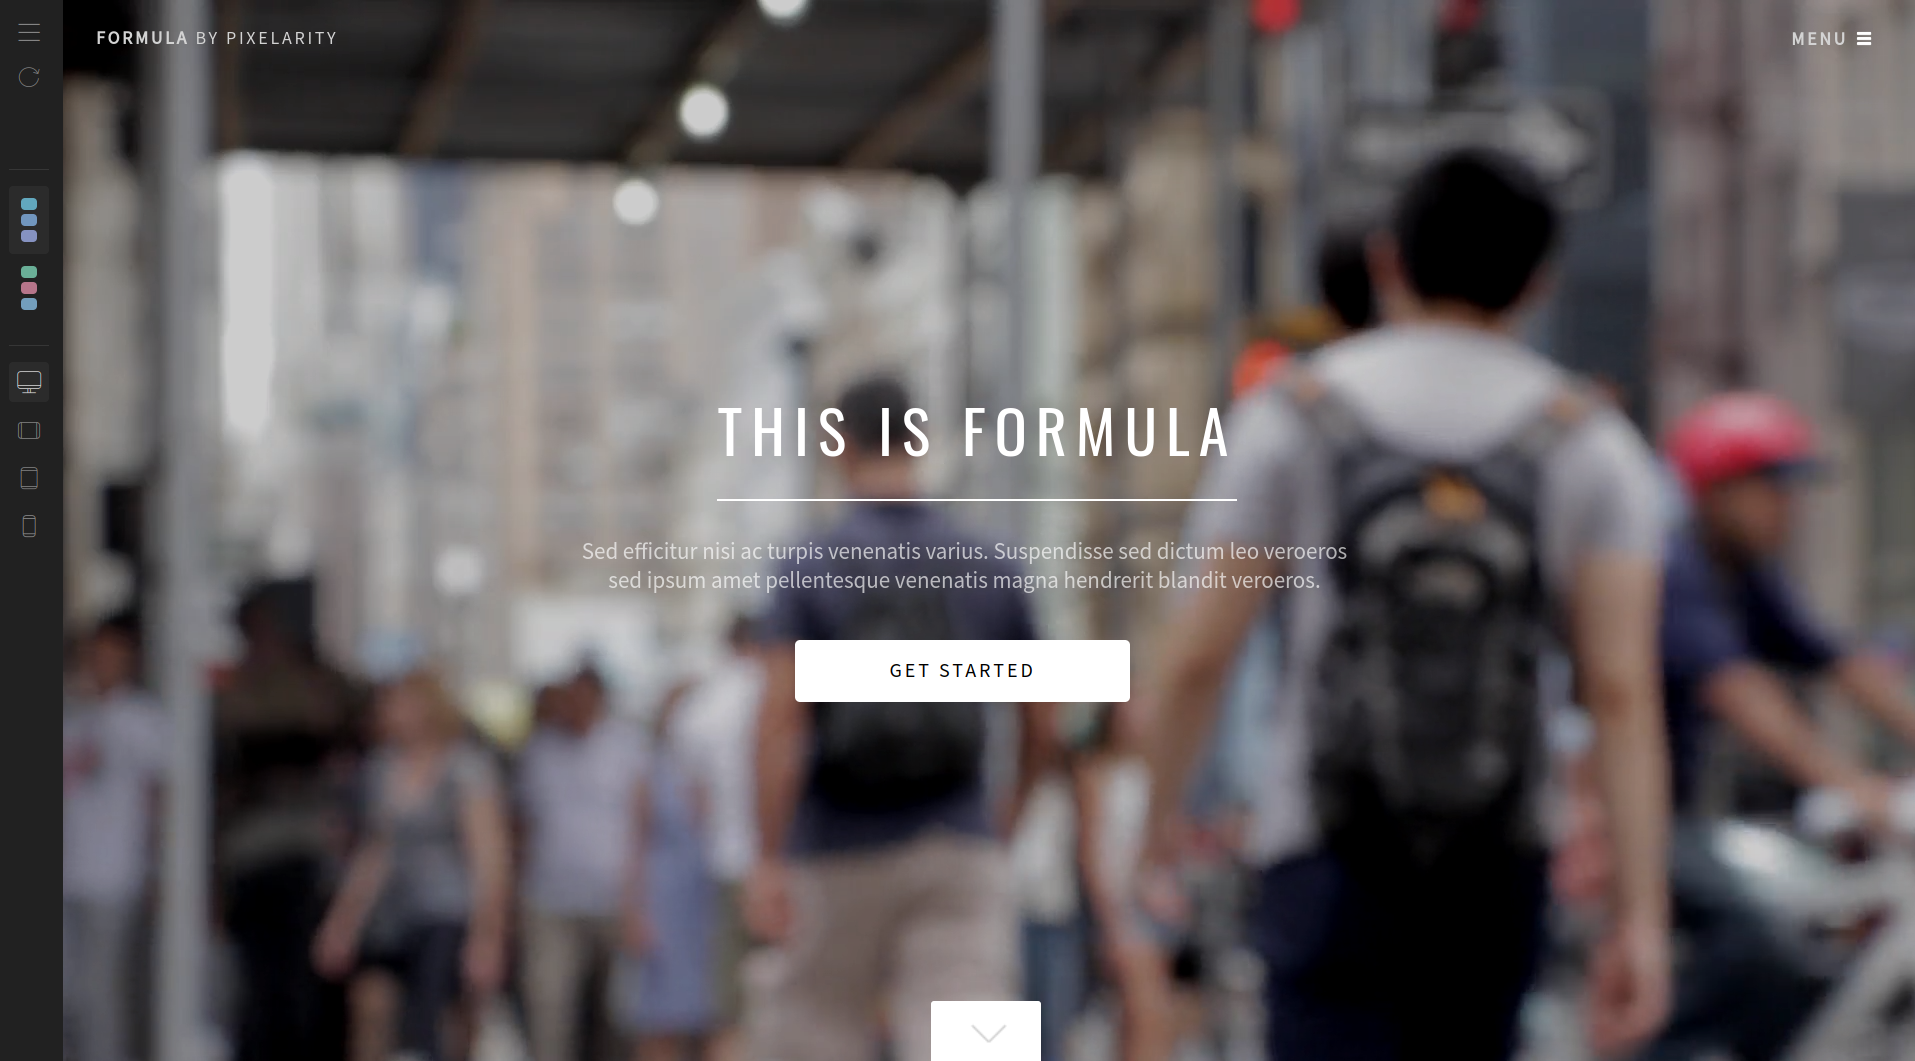 FORMULA BY PIXELARITY
MENU
THIS IS FORMULA
Sed efficitur nisi ac turpis venenatis varius. Suspendisse sed dictum leo veroeros
sed ipsum amet pellentesque venenatis magna hendrerit blandit veroeros.
GET STARTED